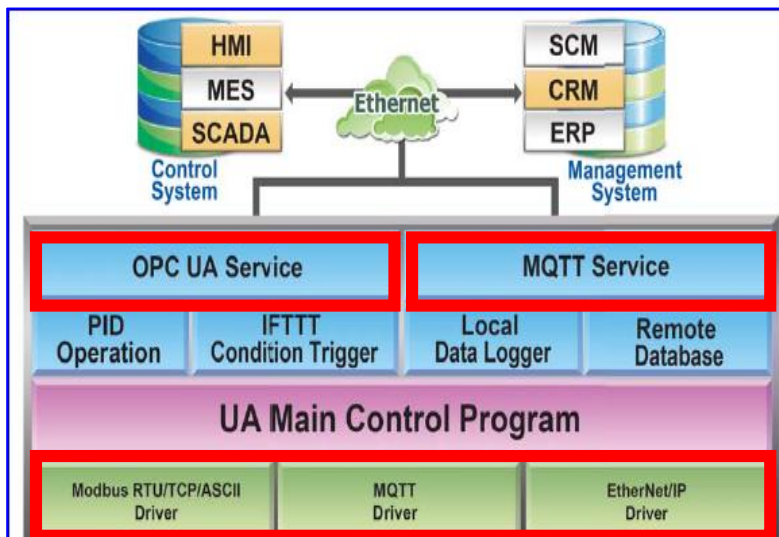 HMI
MES
SCADA
Control
System
Ethernet
SCM
CRM
ERP
Management
System
OPC UA Service
MQTT Service
PID
Operation
IFTTT
Condition Trigger
Local
Data Logger
Remote
Database
UA Main Control Program
Modbus RTU/TCP/ASCII
Driver
MQTT
Driver
EtherNet/IP
Driver